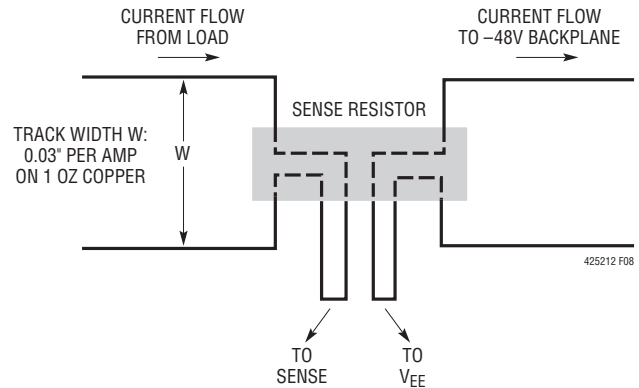 CURRENT FLOW
FROM LOAD
CURRENT FLOW
TO –48V BACKPLANE
SENSE RESISTOR
TRACK WIDTH W:
0.03" PER AMP
ON 1 OZ COPPER
W
425212 F08
TO
SENSE
TO
VEE